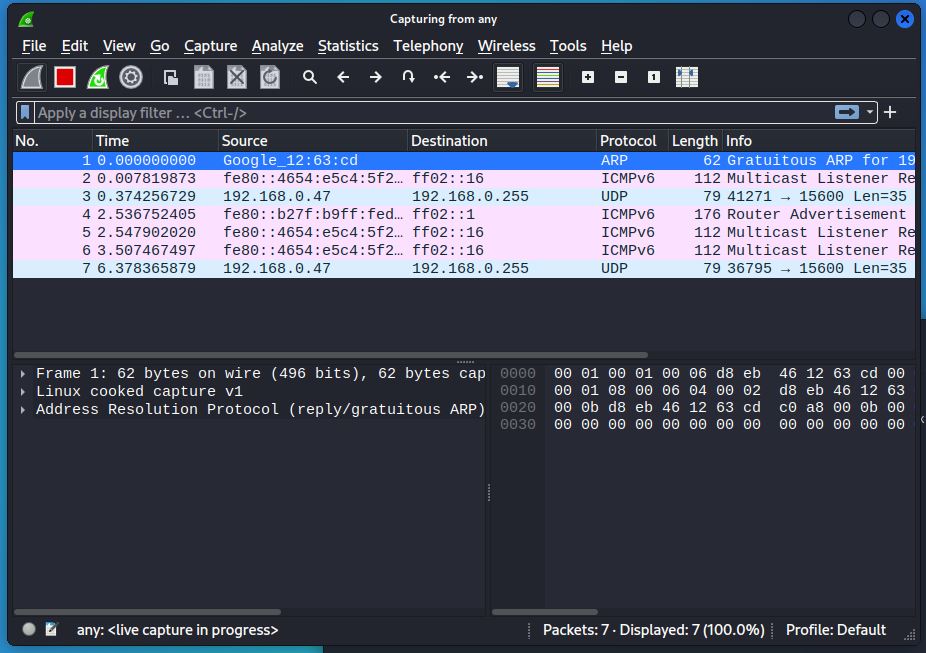 Capturing from any
File Edit View Go Capture Analyze Statistics Telephony Wireless Tools Help
Apply a display filter … <Ctrl-/>
No. Time Source Destination Protocol Length Info
1 0.000000000 Google_12:63:cd ARP 62 Gratuitous ARP for 19
2 0.007819873 fe80::4654:e5c4:5f2… ff02::16 ICMPv6 112 Multicast Listener Re
3 0.374256729 192.168.0.47 192.168.0.255 UDP 79 41271 → 15600 Len=35
4 2.536752405 fe80::b27f:b9ff:fed… ff02::1 ICMPv6 176 Router Advertisement
5 2.547902020 fe80::4654:e5c4:5f2… ff02::16 ICMPv6 112 Multicast Listener Re
6 3.507467497 fe80::4654:e5c4:5f2… ff02::16 ICMPv6 112 Multicast Listener Re
7 6.378365879 192.168.0.47 192.168.0.255 UDP 79 36795 → 15600 Len=35
Frame 1: 62 bytes on wire (496 bits), 62 bytes cap
Linux cooked capture v1
Address Resolution Protocol (reply/gratuitous ARP)
0000 00 01 00 01 00 06 d8 eb 46 12 63 cd 00
0010 00 01 08 00 06 04 00 02 d8 eb 46 12 63
0020 00 0b d8 eb 46 12 63 cd c0 a8 00 0b 00
0030 00 00 00 00 00 00 00 00 00 00 00 00 00
any: <live capture in progress>
Packets: 7 · Displayed: 7 (100.0%)
Profile: Default